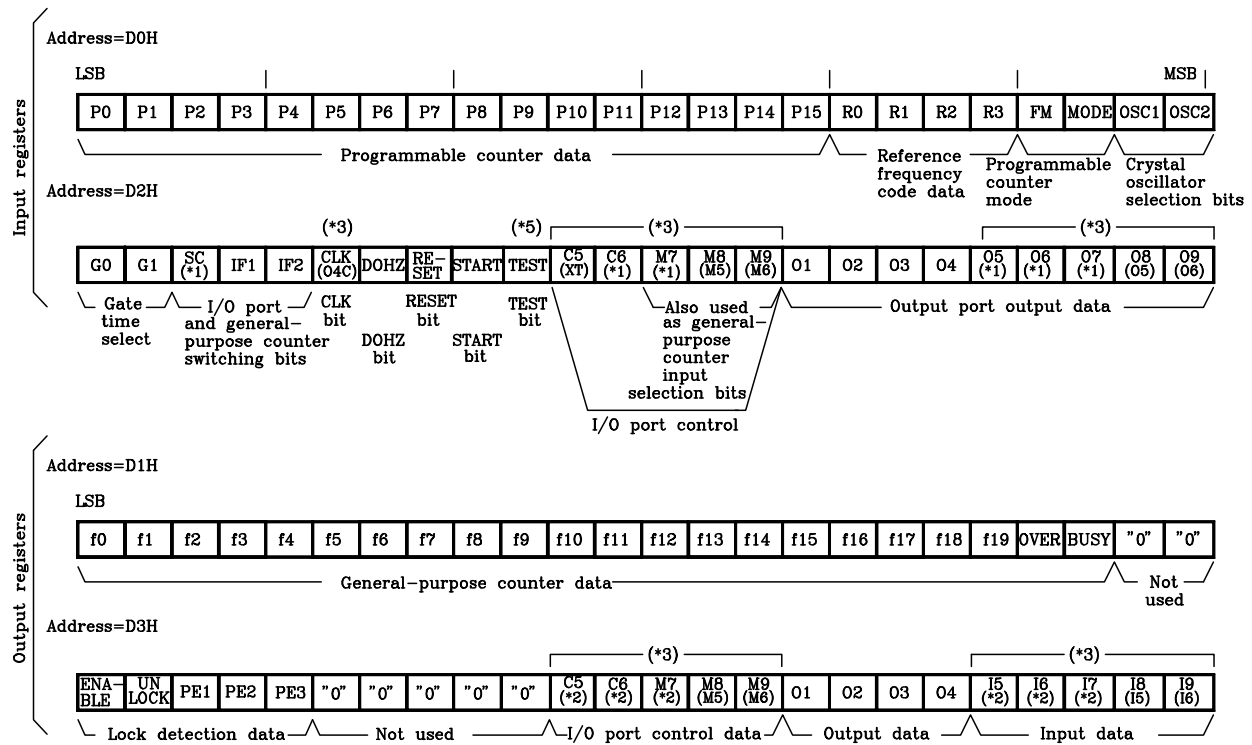 Input registers
Address=D0H
LSB MSB
P0 P1 P2 P3 P4 P5 P6 P7 P8 P9 P10 P11 P12 P13 P14 P15 R0 R1 R2 R3 FM MODE OSC1 OSC2
Programmable counter data
Reference
frequency
code data
Programmable
counter
mode
Crystal
oscillator
selection bits
Address=D2H
(*3) (*5) (*3) (*3)
G0 G1 SC (*1) IF1 IF2 CLK (O4C) DOHZ RE- SET START TEST C5 (XT) C6 (*1) M7 (*1) M8 (M5) M9 (M6) O1 O2 O3 O4 O5 (*1) O6 (*1) O7 (*1) O8 (O5) O9 (O6)
Gate
time
select
I/O port
and general-
purpose counter
switching bits
CLK
bit
DOHZ
bit
RESET
bit
START
bit
TEST
bit
Also used
as general-
purpose
counter
input
selection bits
I/O port control
Output port output data
Output registers
Address=D1H
LSB
f0 f1 f2 f3 f4 f5 f6 f7 f8 f9 f10 f11 f12 f13 f14 f15 f16 f17 f18 f19 OVER BUSY "0" "0"
General-purpose counter data
Not
used
Address=D3H
(*3) (*3)
ENA- BLE UN LOCK PE1 PE2 PE3 "0" "0" "0" "0" "0" C5 (*2) C6 (*2) M7 (*2) M8 (M5) M9 (M6) O1 O2 O3 O4 I5 (*2) I6 (*2) I7 (*2) I8 (I5) I9 (I6)
Lock detection data
Not used
I/O port control data
Output data
Input data